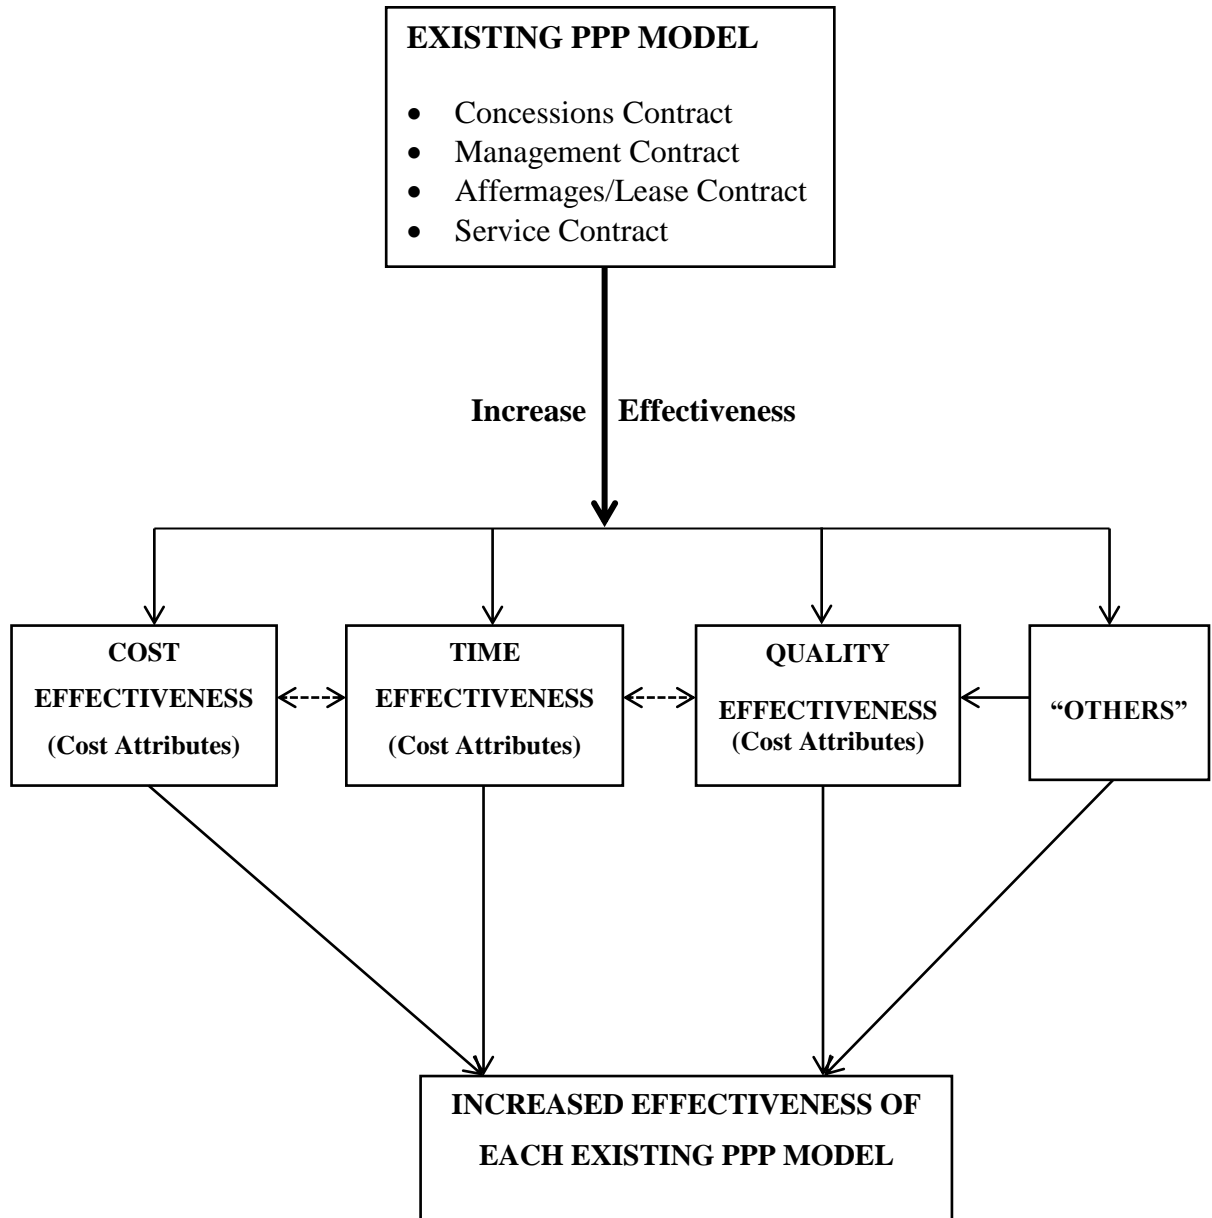 EXISTING PPP MODEL
• Concessions Contract
• Management Contract
• Affermages/Lease Contract
• Service Contract
Increase Effectiveness
COST
EFFECTIVENESS
(Cost Attributes)
TIME
EFFECTIVENESS
(Cost Attributes)
QUALITY
EFFECTIVENESS
(Cost Attributes)
“OTHERS”
INCREASED EFFECTIVENESS OF
EACH EXISTING PPP MODEL